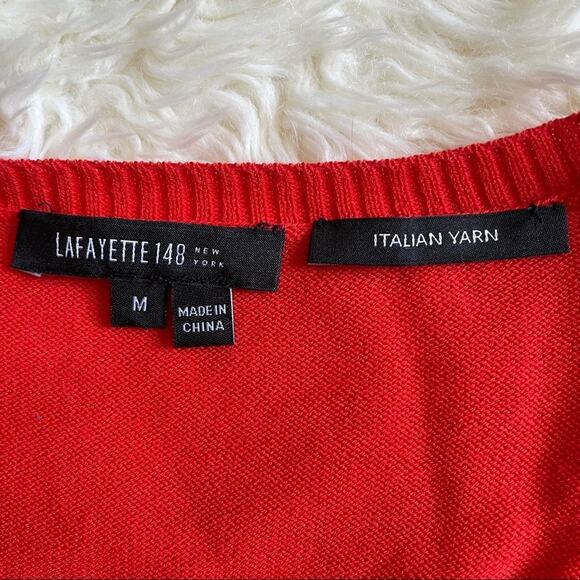 LAFAYETTE 148 NEW
YORK
ITALIAN YARN
M
MADE IN
CHINA